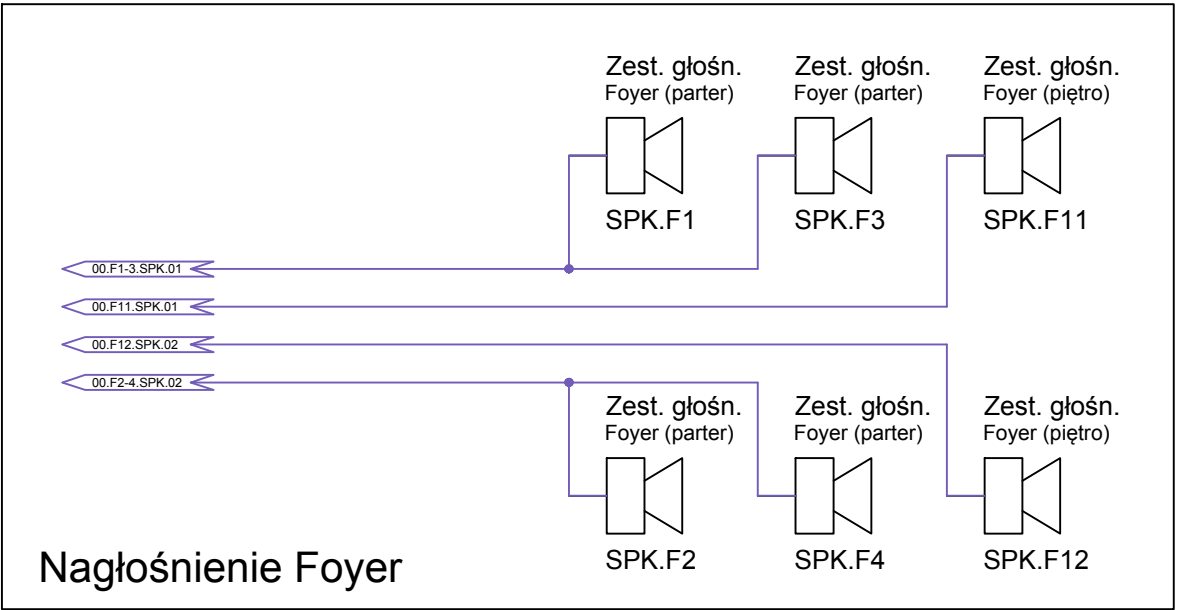 Zest. głośn.
Foyer (parter)
SPK.F1
Zest. głośn.
Foyer (parter)
SPK.F3
Zest. głośn.
Foyer (piętro)
SPK.F11
00.F1-3.SPK.01
00.F11.SPK.01
00.F12.SPK.02
00.F2-4.SPK.02
Zest. głośn.
Foyer (parter)
SPK.F2
Zest. głośn.
Foyer (parter)
SPK.F4
Zest. głośn.
Foyer (piętro)
SPK.F12
Nagłośnienie Foyer